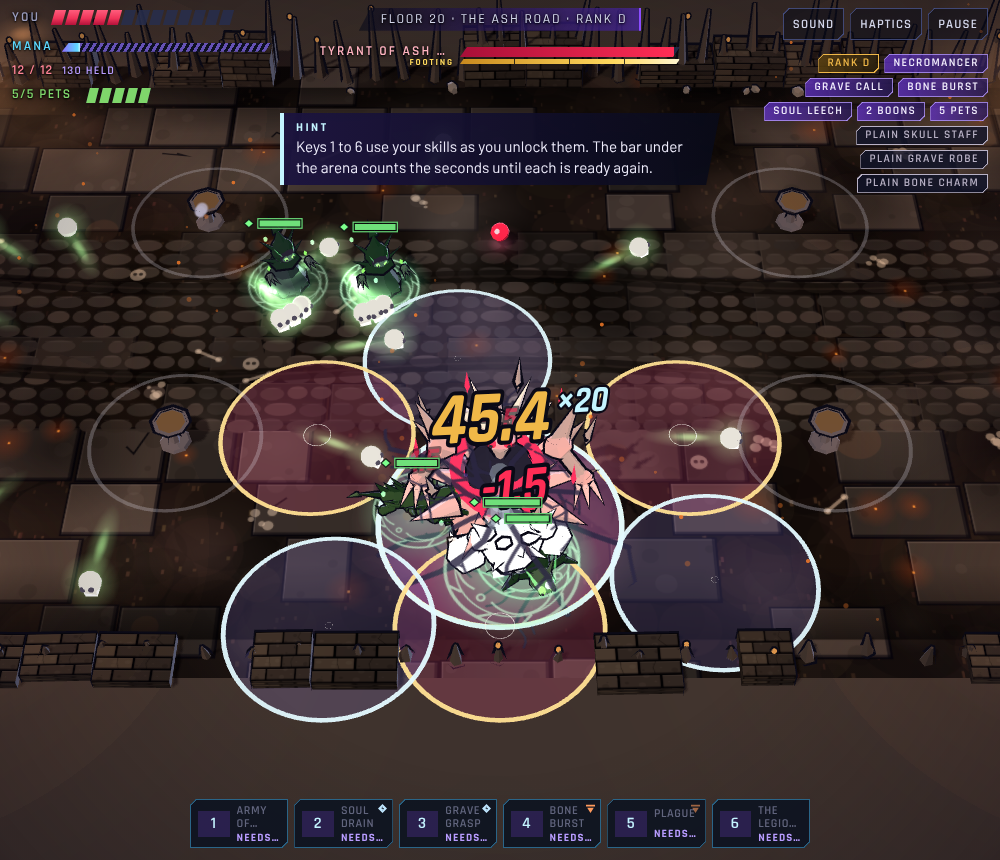 YOU
FLOOR 20 · THE ASH ROAD · RANK D
SOUND
HAPTICS
PAUSE
MANA
TYRANT OF ASH …
FOOTING
12 / 12
130 HELD
5/5 PETS
RANK D
NECROMANCER
GRAVE CALL
BONE BURST
SOUL LEECH
2 BOONS
5 PETS
PLAIN SKULL STAFF
PLAIN GRAVE ROBE
PLAIN BONE CHARM
HINT
Keys 1 to 6 use your skills as you unlock them. The bar under
the arena counts the seconds until each is ready again.
45.4
×20
-15
1
ARMY
OF…
NEEDS…
2
SOUL
DRAIN
NEEDS…
3
GRAVE
GRASP
NEEDS…
4
BONE
BURST
NEEDS…
5
PLAGUE
NEEDS…
6
THE
LEGIO…
NEEDS…